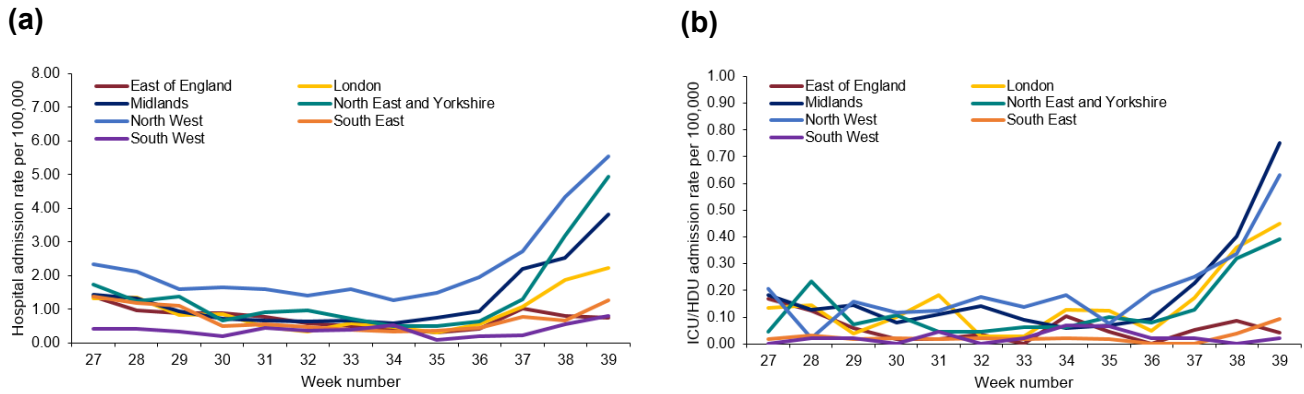 (a)
Hospital admission rate per 100,000
8.00
7.00
6.00
5.00
4.00
3.00
2.00
1.00
0.00
East of England
London
Midlands
North East and Yorkshire
North West
South East
South West
27 28 29 30 31 32 33 34 35 36 37 38 39
Week number
(b)
ICU/HDU admission rate per 100,000
1.00
0.90
0.80
0.70
0.60
0.50
0.40
0.30
0.20
0.10
0.00
East of England
London
Midlands
North East and Yorkshire
North West
South East
South West
27 28 29 30 31 32 33 34 35 36 37 38 39
Week number